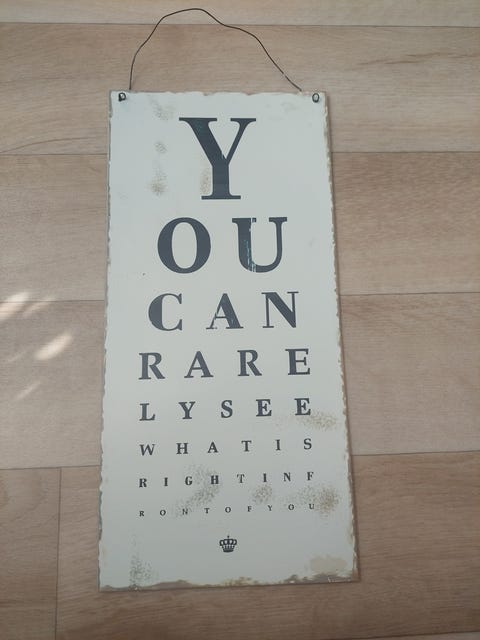 Y
OU
CAN
RARE
LYSEE
WHATIS
RIGHTINF
RONTOFYOU